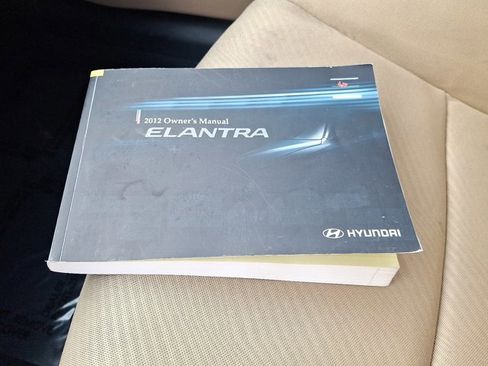 2012 Owner's Manual
ELANTRA
HYUNDAI